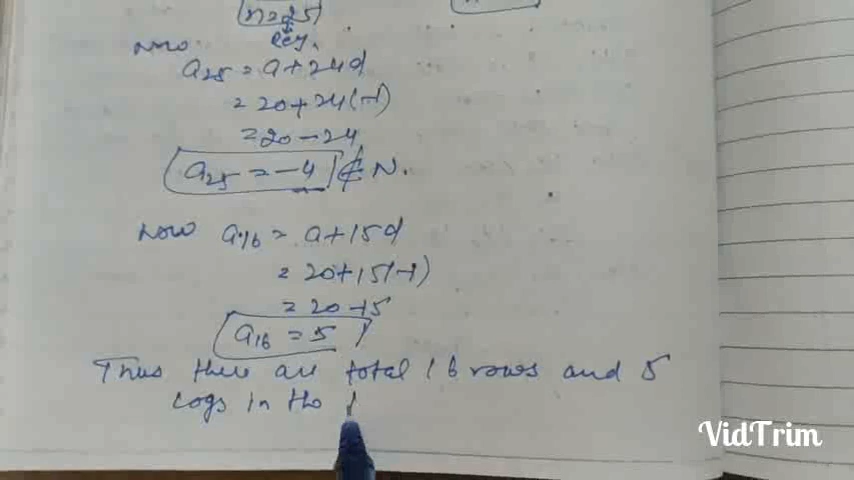 n=25
Rej.
Now
a25 = a+24d
= 20+24(-1)
= 20-24
a25 = -4 ∉ N.
Now a16 = a+15d
= 20+15(-1)
= 20-15
a16 = 5
Thus there are total 16 rows and 5
logs in the
VidTrim